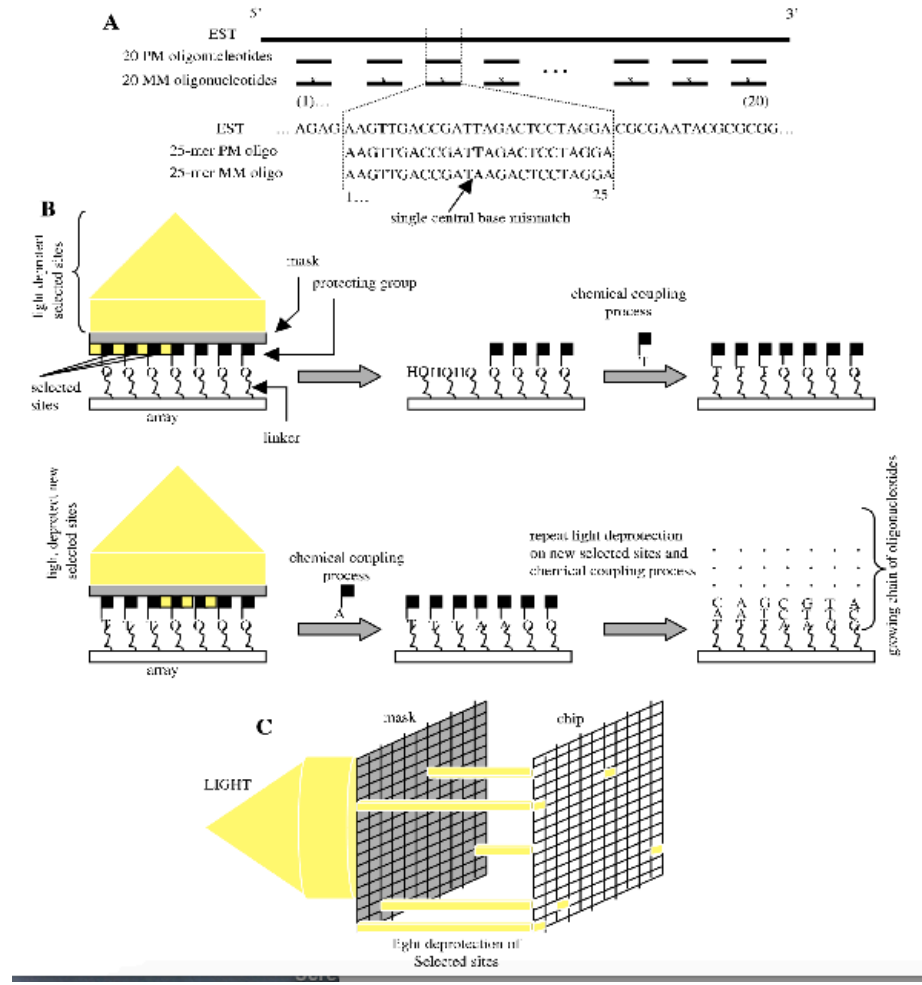 A
5'
3'
EST
20 PM oligonucleotides
20 MM oligonucleotides
...
(1)...
(20)
EST ... AGAG AAGTTGACCGATTAGACTCCTAGGA CGCGAATACGCGCGG...
25-mer PM oligo AAGTTGACCGATTAGACTCCTAGGA
25-mer MM oligo AAGTTGACCGATAAGACTCCTAGGA
1... 25
single central base mismatch
B
light deprotect
selected sites
mask
protecting group
selected
sites
O O O O O O O
array
linker
HO HO HO O O O O
chemical coupling
process
T
T T T O O O O
light, deprotect new
selected sites
T T T O O O O
array
chemical coupling
process
A
T T T A A O O
repeat light deprotection
on new selected sites and
chemical coupling process
C A G C G T A
growing chain of oligonucleotides
C
LIGHT
mask
chip
light deprotection of
Selected sites